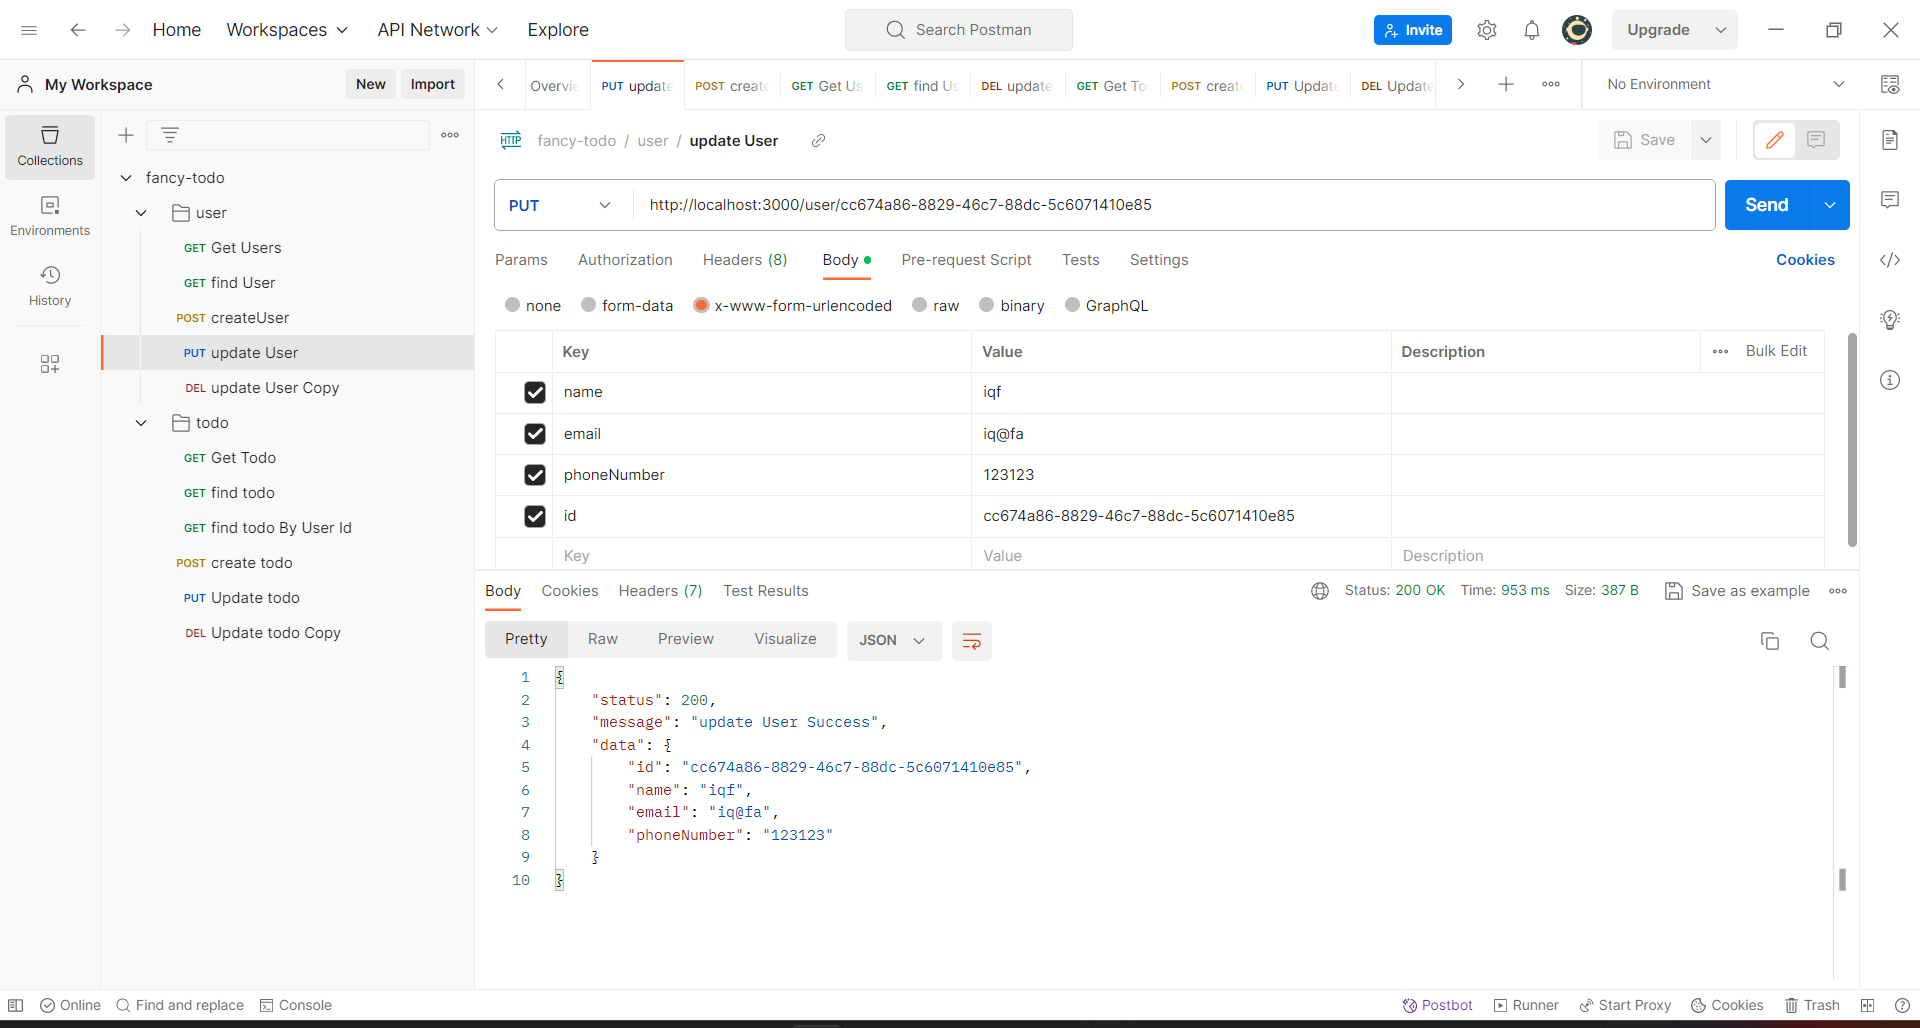 Home Workspaces API Network Explore Search Postman Invite Upgrade
My Workspace New Import
Overvie PUT update POST create GET Get Us GET find Us DEL update GET Get To POST creat PUT Update DEL Update No Environment
Collections
Environments
History
fancy-todo
user
GET Get Users
GET find User
POST createUser
PUT update User
DEL update User Copy
todo
GET Get Todo
GET find todo
GET find todo By User Id
POST create todo
PUT Update todo
DEL Update todo Copy
HTTP fancy-todo / user / update User Save
PUT http://localhost:3000/user/cc674a86-8829-46c7-88dc-5c6071410e85 Send
Params Authorization Headers (8) Body Pre-request Script Tests Settings Cookies
none form-data x-www-form-urlencoded raw binary GraphQL
Key Value Description Bulk Edit
name iqf
email iq@fa
phoneNumber 123123
id cc674a86-8829-46c7-88dc-5c6071410e85
Key Value Description
Body Cookies Headers (7) Test Results Status: 200 OK Time: 953 ms Size: 387 B Save as example
Pretty Raw Preview Visualize JSON
1 {
2 "status": 200,
3 "message": "update User Success",
4 "data": {
5 "id": "cc674a86-8829-46c7-88dc-5c6071410e85",
6 "name": "iqf",
7 "email": "iq@fa",
8 "phoneNumber": "123123"
9 }
10 }
Online Find and replace Console Postbot Runner Start Proxy Cookies Trash